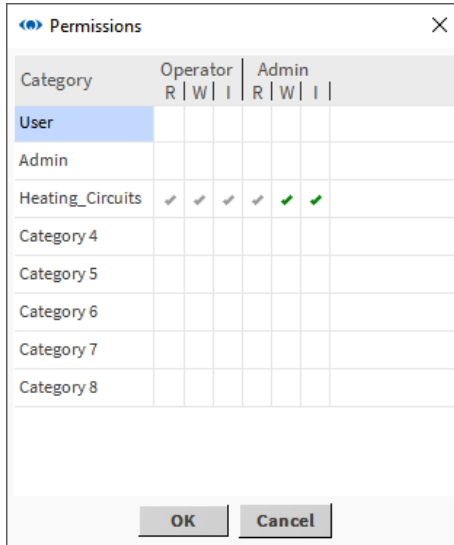 Permissions
Category Operator Admin
R W I R W I
User
Admin
Heating_Circuits
Category 4
Category 5
Category 6
Category 7
Category 8
OK Cancel